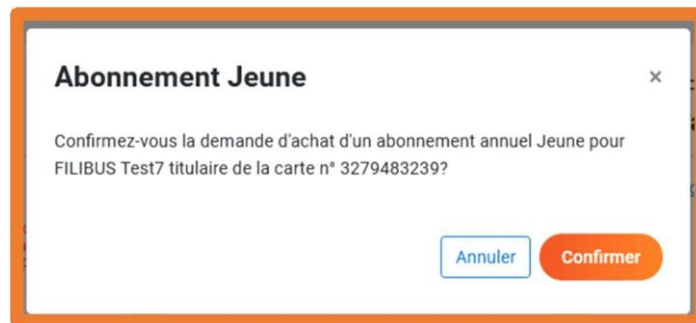 Abonnement Jeune
×
Confirmez-vous la demande d'achat d'un abonnement annuel Jeune pour
FILIBUS Test7 titulaire de la carte n° 3279483239?
Annuler Confirmer